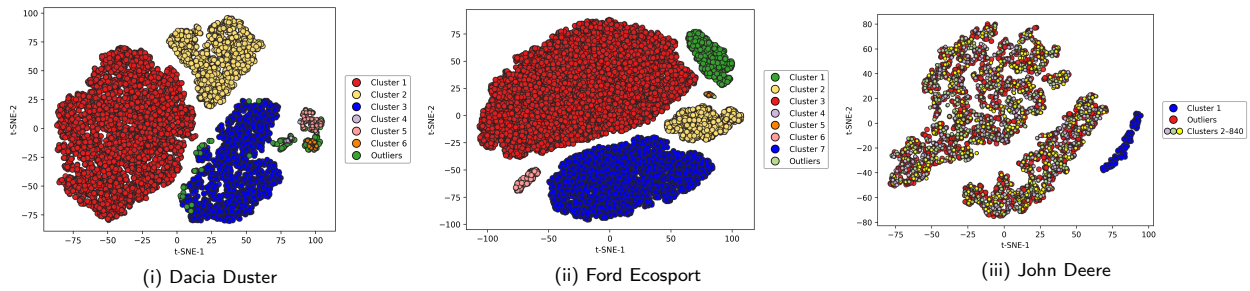 100
75
50
25
0
−25
−50
−75
t-SNE-2
−75 −50 −25 0 25 50 75 100
t-SNE-1
Cluster 1
Cluster 2
Cluster 3
Cluster 4
Cluster 5
Cluster 6
Outliers
(i) Dacia Duster
75
50
25
0
−25
−50
−75
−100
t-SNE-2
−100 −50 0 50 100
t-SNE-1
Cluster 1
Cluster 2
Cluster 3
Cluster 4
Cluster 5
Cluster 6
Cluster 7
Outliers
(ii) Ford Ecosport
80
60
40
20
0
−20
−40
−60
−80
t-SNE-2
−75 −50 −25 0 25 50 75 100
t-SNE-1
Cluster 1
Outliers
Clusters 2–840
(iii) John Deere